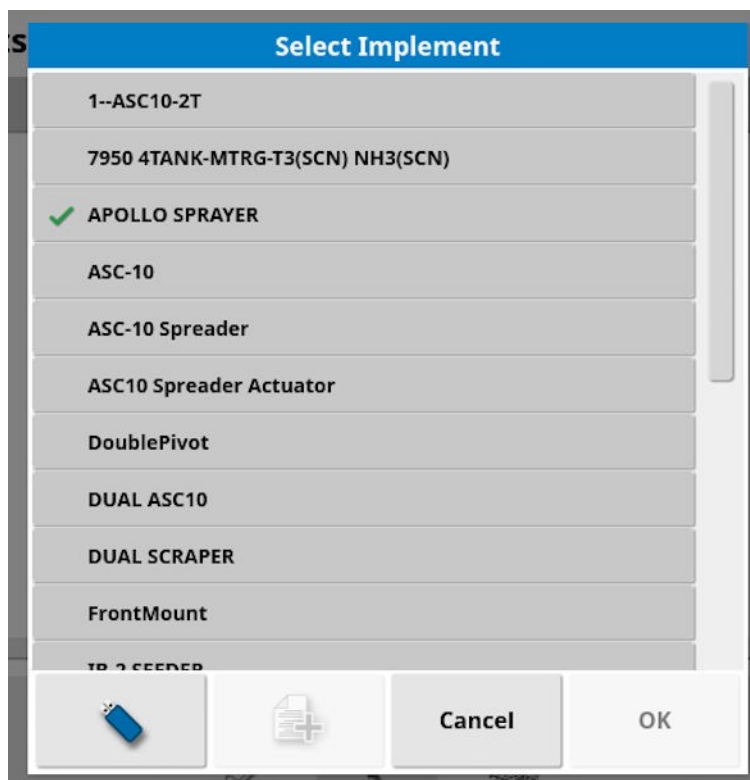 ts
Select Implement
1--ASC10-2T
7950 4TANK-MTRG-T3(SCN) NH3(SCN)
APOLLO SPRAYER
ASC-10
ASC-10 Spreader
ASC10 Spreader Actuator
DoublePivot
DUAL ASC10
DUAL SCRAPER
FrontMount
Cancel
OK